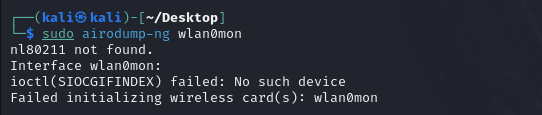 ┌──(kali㉿kali)-[~/Desktop]
└─$ sudo airodump-ng wlan0mon
nl80211 not found.
Interface wlan0mon:
ioctl(SIOCGIFINDEX) failed: No such device
Failed initializing wireless card(s): wlan0mon